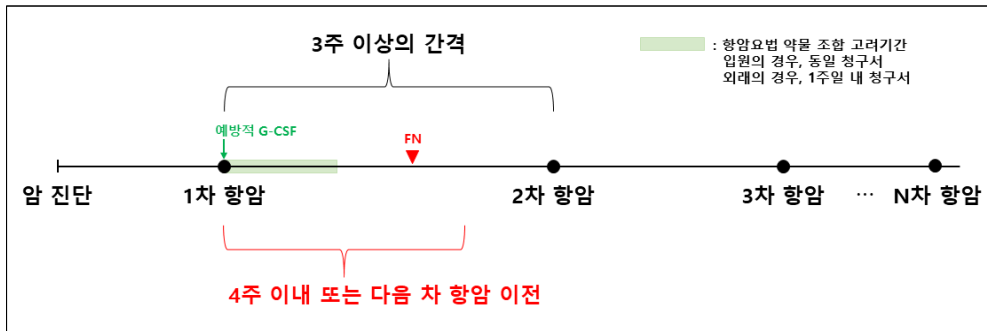 3주 이상의 간격
: 항암요법 약물 조합 고려기간
입원의 경우, 동일 청구서
외래의 경우, 1주일 내 청구서
예방적 G-CSF
FN
암 진단
1차 항암
2차 항암
3차 항암
…
N차 항암
4주 이내 또는 다음 차 항암 이전